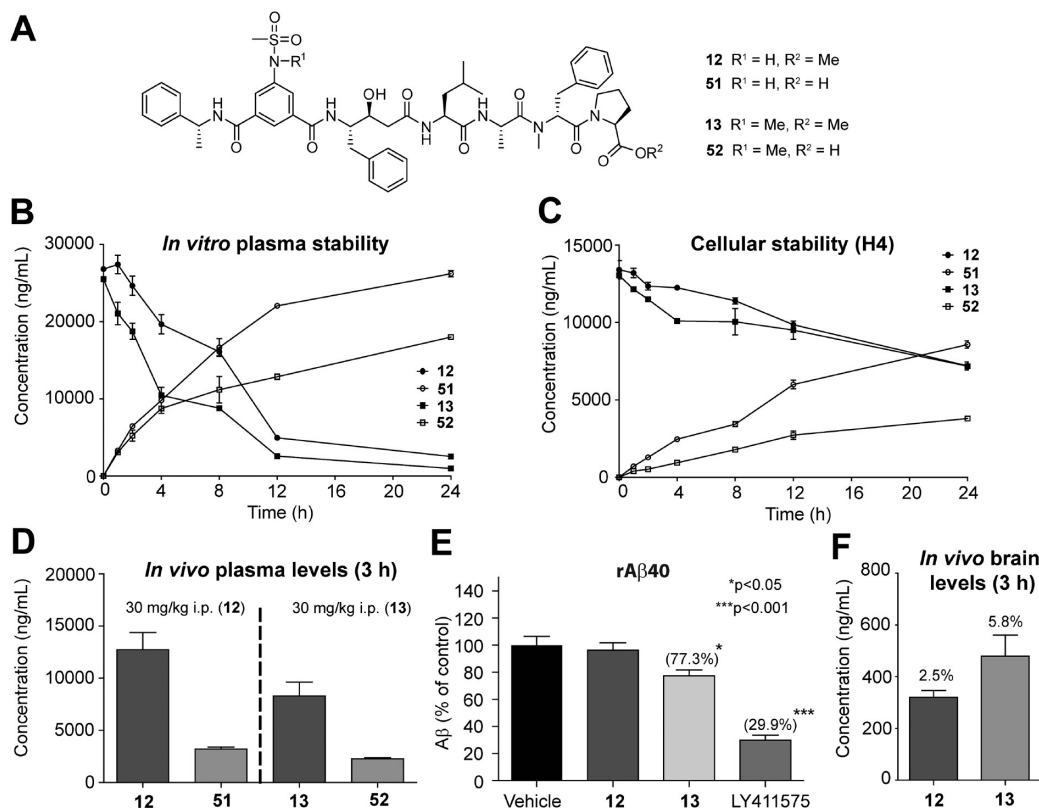 A
O
O
S
N
R¹
H
N
O
O
H
N
OH
O
N
H
O
H
N
O
N
O
N
O
OR²
12 R¹ = H, R² = Me
51 R¹ = H, R² = H
13 R¹ = Me, R² = Me
52 R¹ = Me, R² = H
B
In vitro plasma stability
Concentration (ng/mL)
30000
20000
10000
0
0 4 8 12 16 20 24
Time (h)
12
51
13
52
C
Cellular stability (H4)
Concentration (ng/mL)
15000
10000
5000
0
0 4 8 12 16 20 24
Time (h)
12
51
13
52
D
In vivo plasma levels (3 h)
Concentration (ng/mL)
20000
15000
10000
5000
0
30 mg/kg i.p. (12)
30 mg/kg i.p. (13)
12 51 13 52
E
rAβ40
*p<0.05
***p<0.001
Aβ (% of control)
140
120
100
80
60
40
20
0
(77.3%) *
(29.9%) ***
Vehicle 12 13 LY411575
F
In vivo brain
levels (3 h)
Concentration (ng/mL)
800
600
400
200
0
2.5%
5.8%
12 13